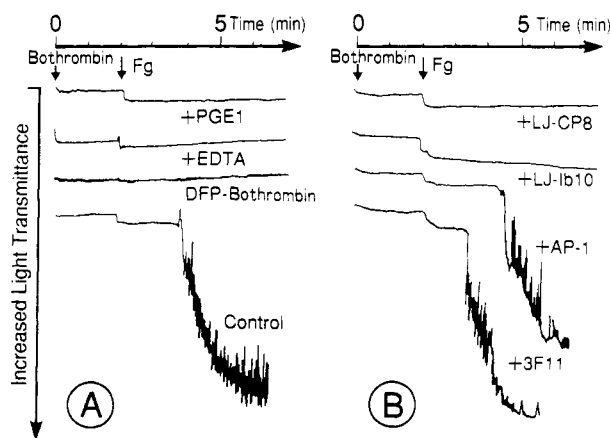 0 5 Time (min)
Bothrombin Fg
+PGE1
+EDTA
DFP-Bothrombin
Control
A
Increased Light Transmittance
0 5 Time (min)
Bothrombin Fg
+LJ-CP8
+LJ-Ib10
+AP-1
+3F11
B